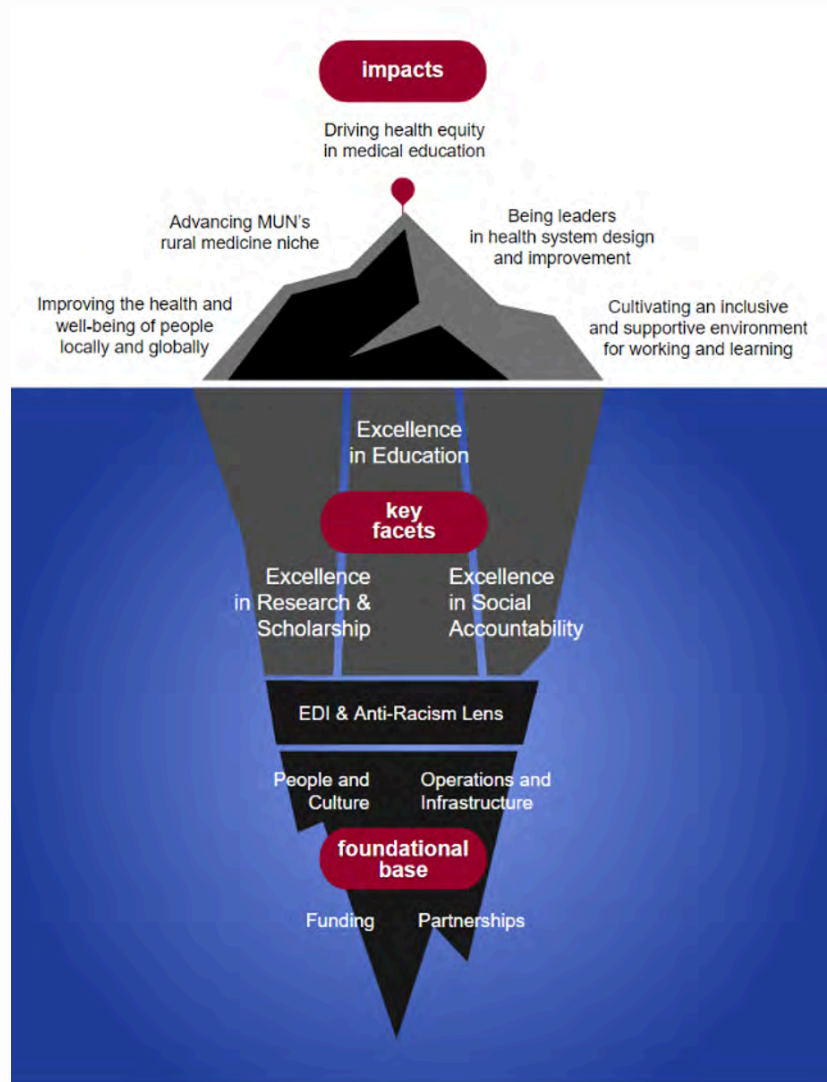 impacts
Driving health equity
in medical education
Advancing MUN's
rural medicine niche
Being leaders
in health system design
and improvement
Improving the health and
well-being of people
locally and globally
Cultivating an inclusive
and supportive environment
for working and learning
Excellence
in Education
key
facets
Excellence
in Research &
Scholarship
Excellence
in Social
Accountability
EDI & Anti-Racism Lens
People and
Culture
Operations and
Infrastructure
foundational
base
Funding
Partnerships